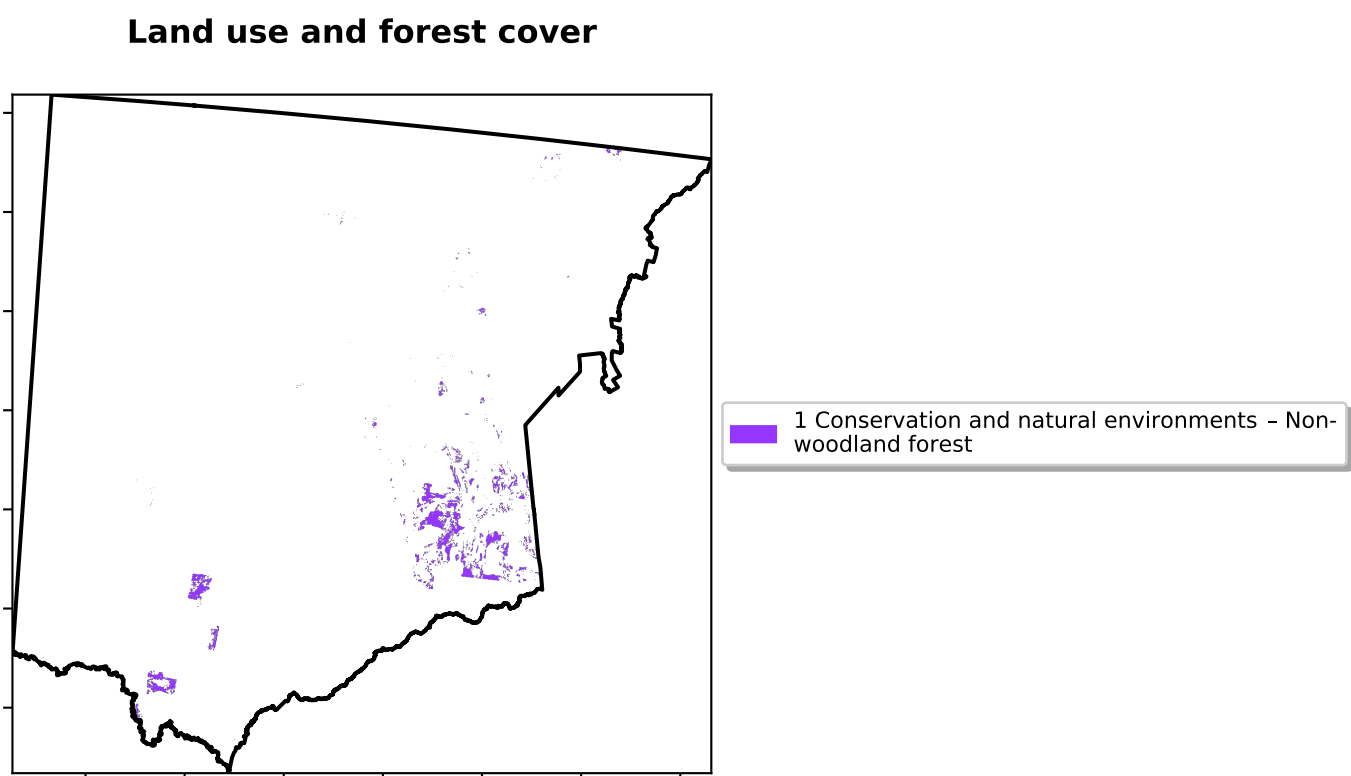 Land use and forest cover
1 Conservation and natural environments – Non-
woodland forest